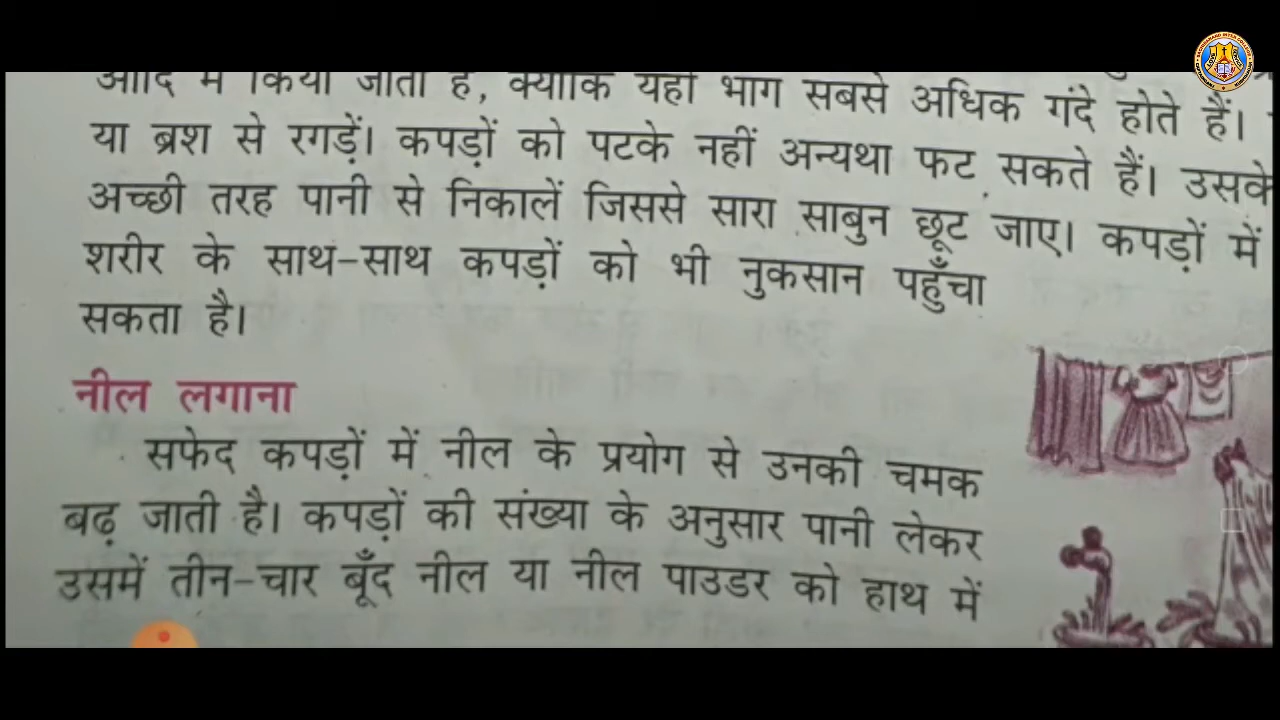 आदि में किया जाता है, क्योंकि यही भाग सबसे अधिक गंदे होते हैं।
या ब्रश से रगड़ें। कपड़ों को पटके नहीं अन्यथा फट सकते हैं। उसके
अच्छी तरह पानी से निकालें जिससे सारा साबुन छूट जाए। कपड़ों में
शरीर के साथ-साथ कपड़ों को भी नुकसान पहुँचा
सकता है।
नील लगाना
सफेद कपड़ों में नील के प्रयोग से उनकी चमक
बढ़ जाती है। कपड़ों की संख्या के अनुसार पानी लेकर
उसमें तीन-चार बूँद नील या नील पाउडर को हाथ में